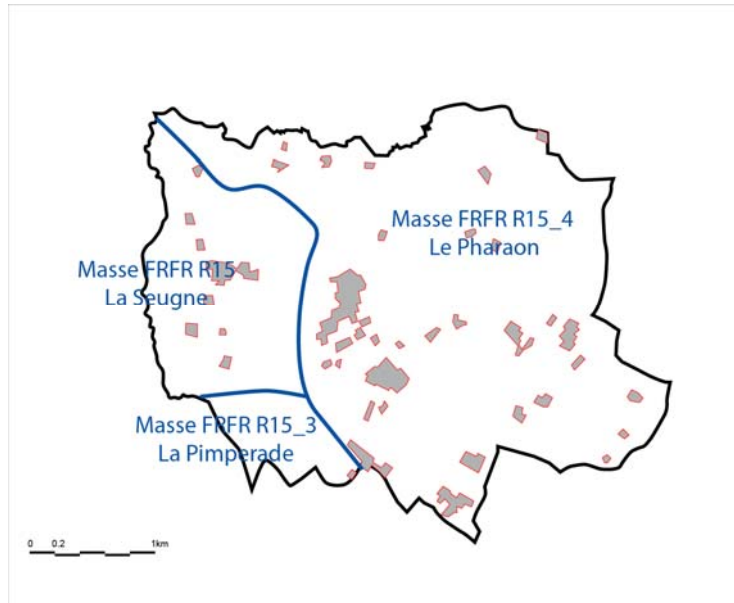 Masse FRFR R15_4
Le Pharaon
Masse FRFR R15
La Seugne
Masse FRFR R15_3
La Pimperade
0 0.2 1km